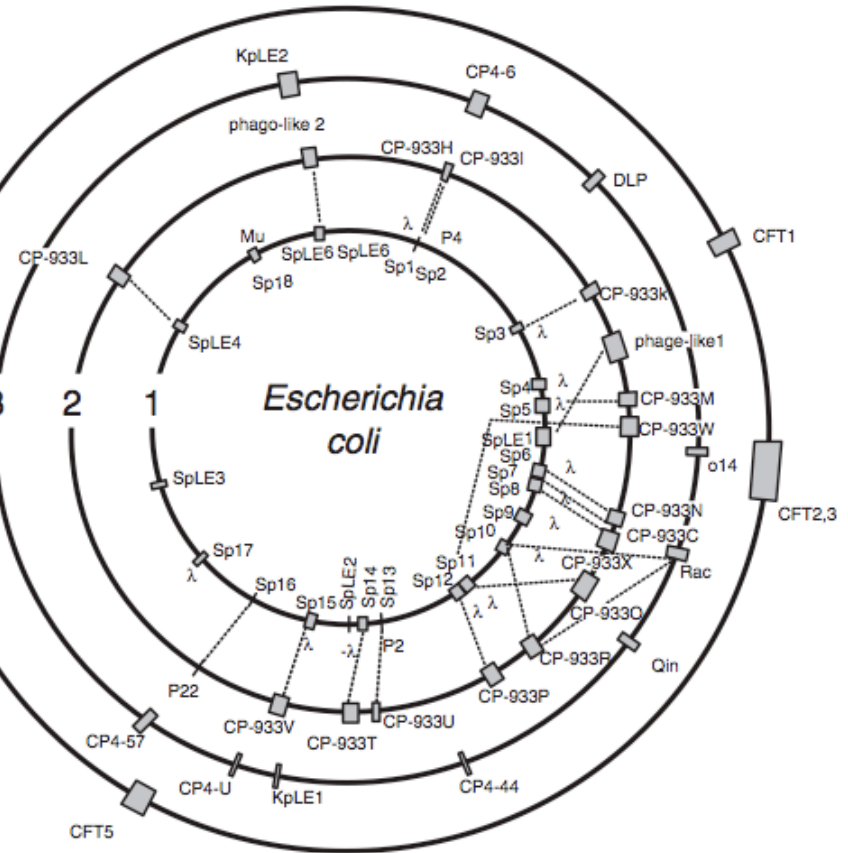 KpLE2
CP4-6
phago-like 2
CP-933H
CP-933I
DLP
CFT1
λ
P4
Mu
SpLE6
SpLE6
Sp1
Sp2
Sp18
CP-933L
CP-933k
Sp3
λ
SpLE4
phage-like1
Sp4
λ
CP-933M
3
2
1
Escherichia
coli
Sp5
λ
CP-933W
SpLE1
Sp6
o14
Sp7
λ
SpLE3
Sp8
λ
CP-933N
CFT2,3
Sp9
λ
CP-933C
Sp10
λ
CP-933X
Rac
Sp17
λ
Sp11
Sp12
Sp16
Sp15
SpLE2
Sp14
Sp13
λ
λ
CP-933O
λ
-λ
P2
CP-933R
Qin
P22
CP-933P
CP-933V
CP-933U
CP-933T
CP4-57
CP4-U
KpLE1
CP4-44
CFT5